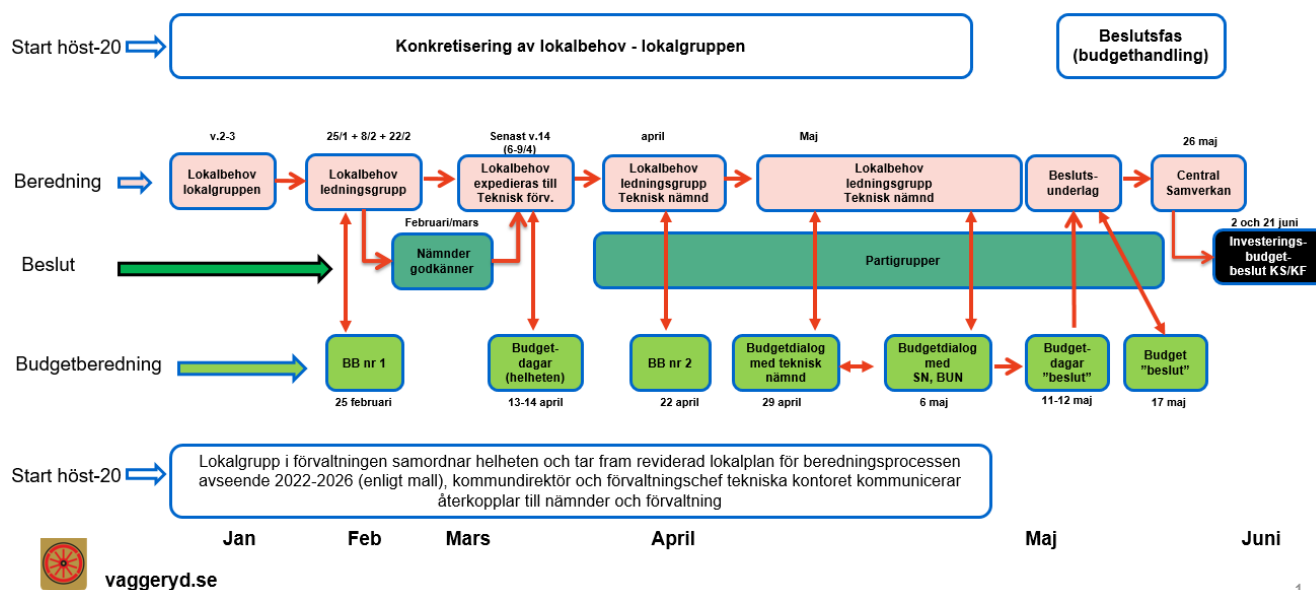 Start höst-20
Konkretisering av lokalbehov - lokalgruppen
Beslutsfas
(budgethandling)
v.2-3
25/1 + 8/2 + 22/2
Senast v.14
(6-9/4)
april
Maj
26 maj
Beredning
Lokalbehov
lokalgruppen
Lokalbehov
ledningsgrupp
Lokalbehov
expedieras till
Teknisk förv.
Lokalbehov
ledningsgrupp
Teknisk nämnd
Lokalbehov
ledningsgrupp
Teknisk nämnd
Besluts-
underlag
Central
Samverkan
Februari/mars
2 och 21 juni
Beslut
Nämnder
godkänner
Partigrupper
Investerings-
budget-
beslut KS/KF
Budgetberedning
BB nr 1
Budget-
dagar
(helheten)
BB nr 2
Budgetdialog
med teknisk
nämnd
Budgetdialog
med
SN, BUN
Budget-
dagar
”beslut”
Budget
”beslut”
25 februari
13-14 april
22 april
29 april
6 maj
11-12 maj
17 maj
Start höst-20
Lokalgrupp i förvaltningen samordnar helheten och tar fram reviderad lokalplan för beredningsprocessen
avseende 2022-2026 (enligt mall), kommundirektör och förvaltningschef tekniska kontoret kommunicerar
återkopplar till nämnder och förvaltning
Jan
Feb
Mars
April
Maj
Juni
vaggeryd.se
1